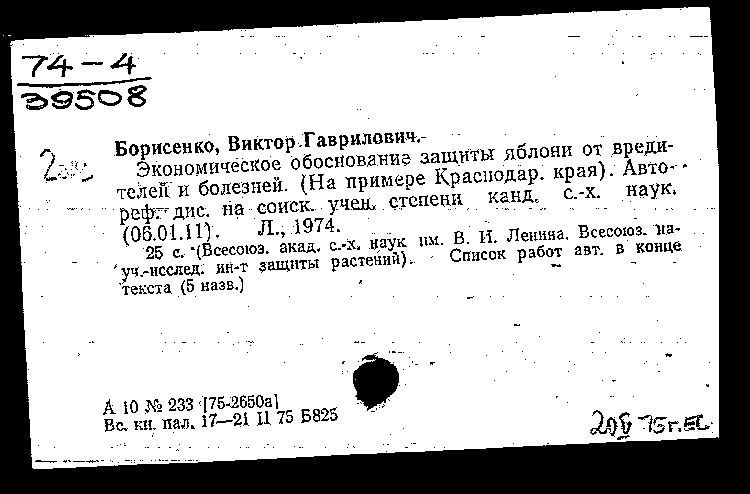 74-4
39508
Борисенко, Виктор Гаврилович.
Экономическое обоснование защиты яблони от вреди-
телей и болезней. (На примере Краснодар. края). Авто-
реф. дис. на соиск. учен. степени канд. с.-х. наук.
(06.01.11). Л., 1974.
25 с. (Всесоюз. акад. с.-х. наук им. В. И. Ленина. Всесоюз. на-
уч.-исслед. ин-т защиты растений). Список работ авт. в конце
текста (5 назв.)
А 10 № 233 [75-2650а]
Вс. кн. пал. 17—21 II 75 Б825
75г.